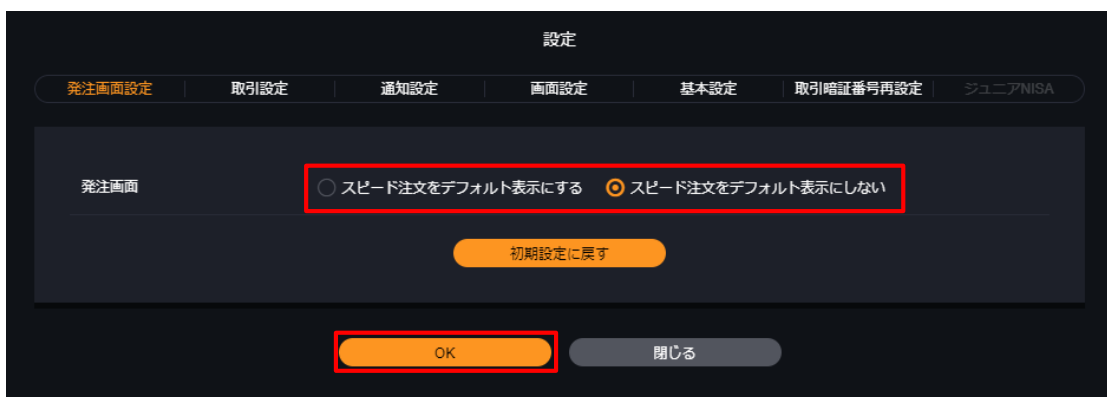 設定
発注画面設定 取引設定 通知設定 画面設定 基本設定 取引暗証番号再設定 ジュニアNISA
発注画面 スピード注文をデフォルト表示にする スピード注文をデフォルト表示にしない
初期設定に戻す
OK 閉じる